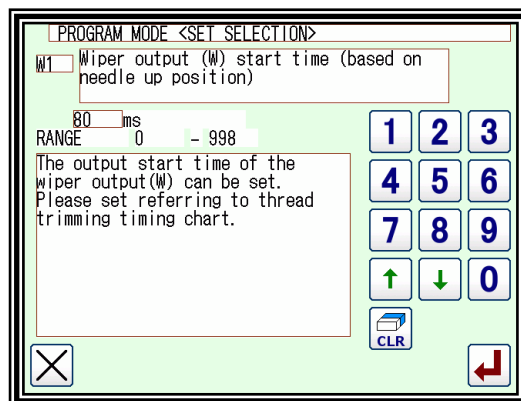 PROGRAM MODE <SET SELECTION>
W1 Wiper output (W) start time (based on
needle up position)
80 ms
RANGE 0 - 998
The output start time of the
wiper output(W) can be set.
Please set referring to thread
trimming timing chart.
1 2 3
4 5 6
7 8 9
↑ ↓ 0
CLR